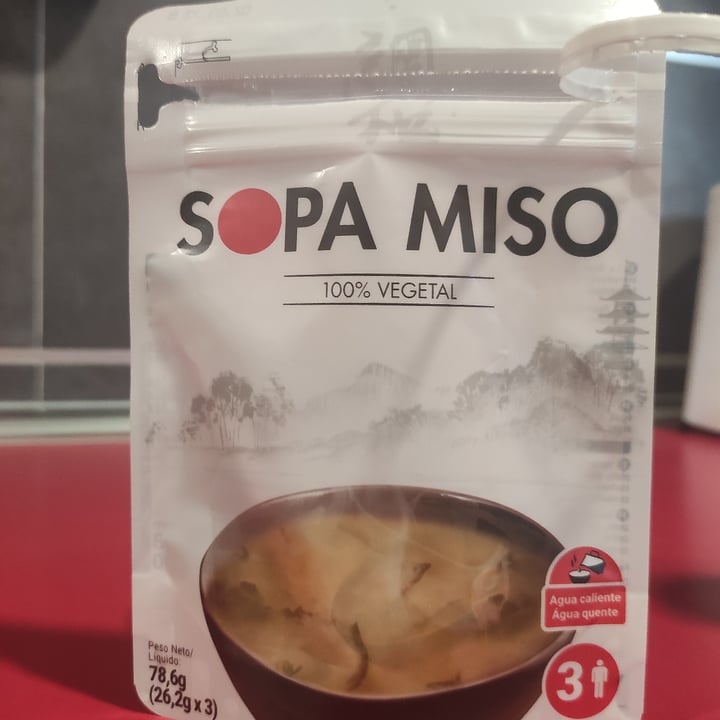 SOPA MISO
100% VEGETAL
Agua caliente
Água quente
3
Peso Neto/
Líquido:
78,6g
(26,2g x 3)